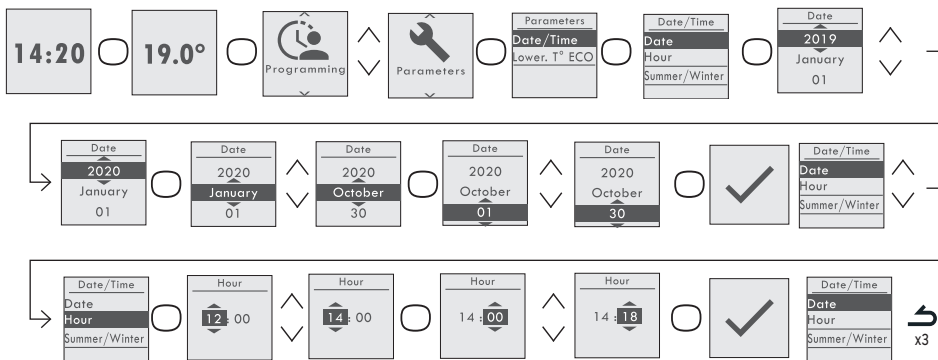 14:20
19.0°
Programming
Parameters
Parameters
Date/Time
Lower. T° ECO
Date/Time
Date
Hour
Summer/Winter
Date
2019
January
01
Date
2020
January
01
Date
2020
January
01
Date
2020
October
30
Date
2020
October
01
Date
2020
October
30
Date/Time
Date
Hour
Summer/Winter
Date/Time
Date
Hour
Summer/Winter
Hour
12 : 00
Hour
14 : 00
Hour
14 : 00
Hour
14 : 18
Date/Time
Date
Hour
Summer/Winter
x3